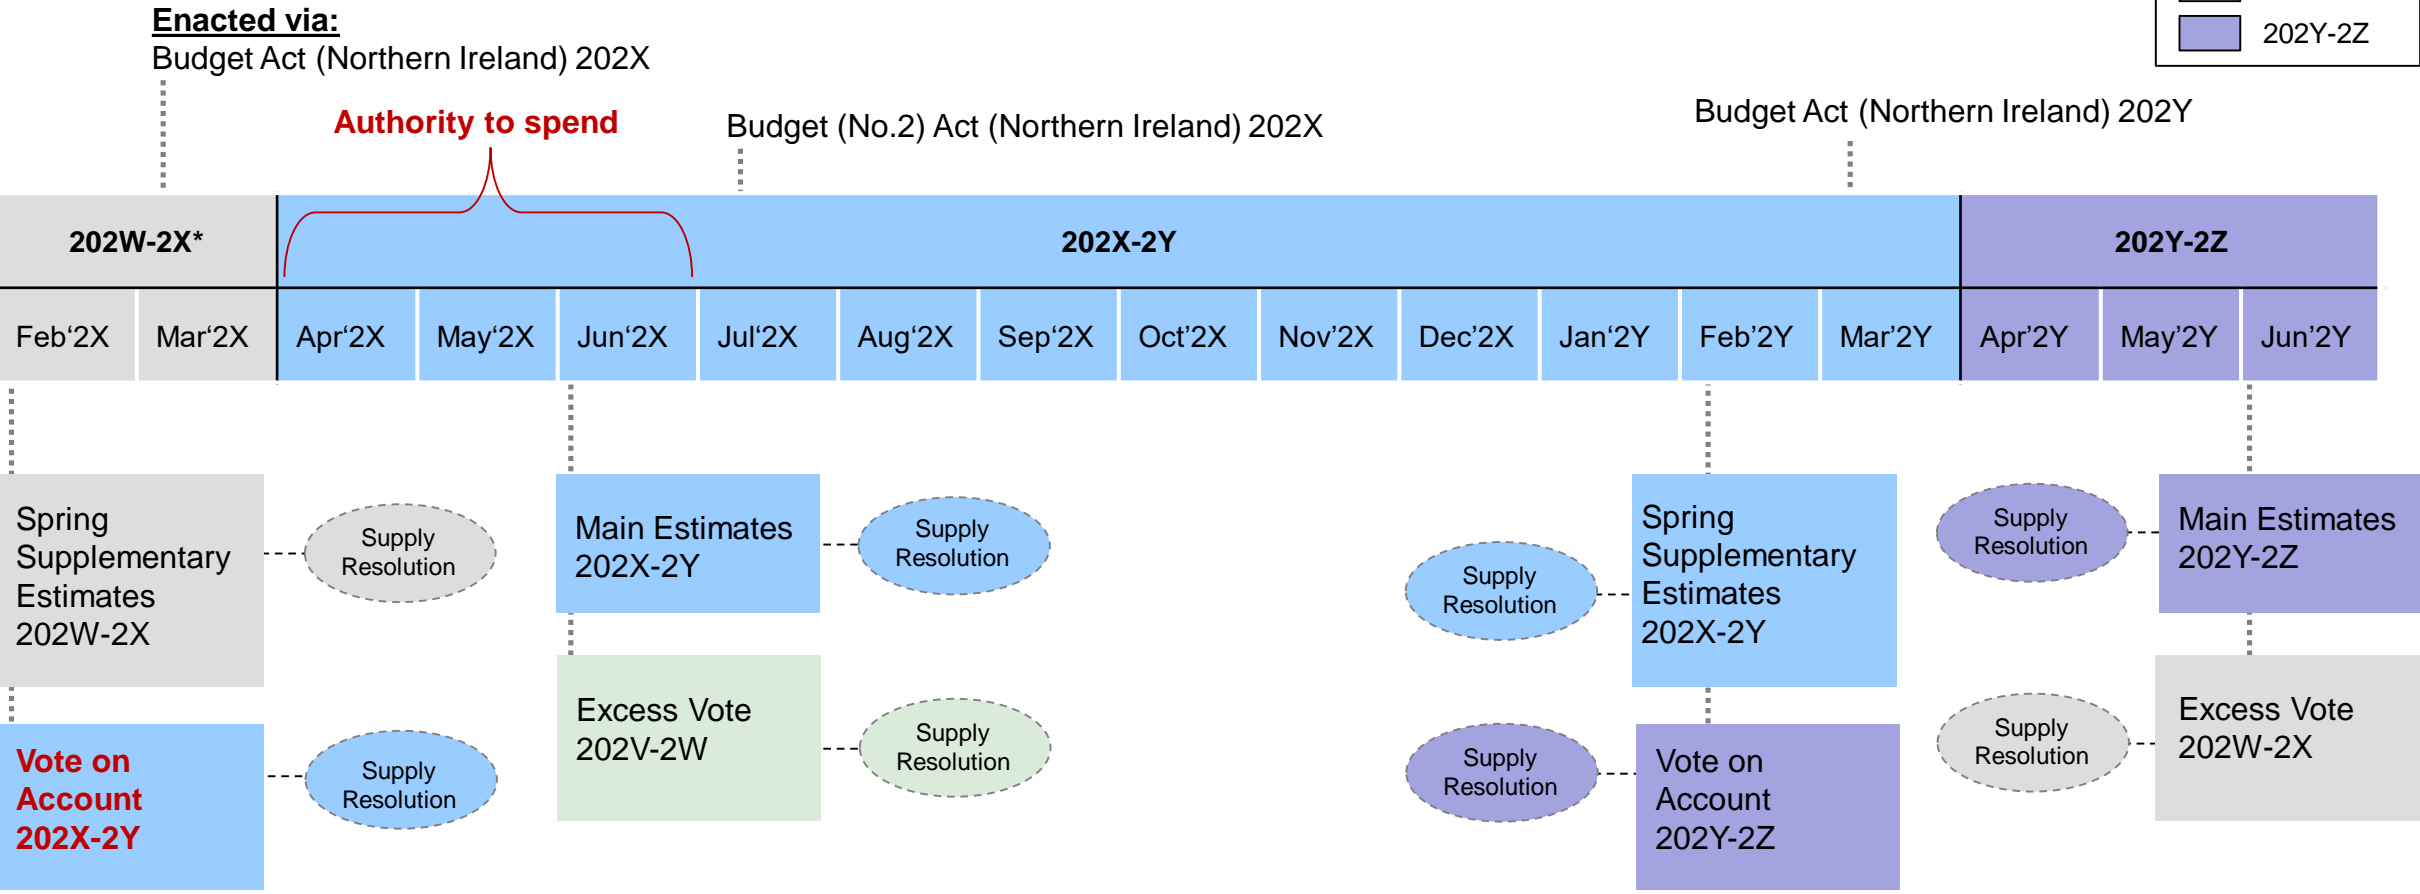 Enacted via:
Budget Act (Northern Ireland) 202X
202Y-2Z
Authority to spend
Budget (No.2) Act (Northern Ireland) 202X
Budget Act (Northern Ireland) 202Y
202W-2X*
202X-2Y
202Y-2Z
Feb‘2X
Mar‘2X
Apr‘2X
May‘2X
Jun‘2X
Jul‘2X
Aug‘2X
Sep‘2X
Oct’2X
Nov’2X
Dec’2X
Jan‘2Y
Feb’2Y
Mar’2Y
Apr’2Y
May’2Y
Jun’2Y
Spring
Supplementary
Estimates
202W-2X
Supply
Resolution
Main Estimates
202X-2Y
Supply
Resolution
Supply
Resolution
Spring
Supplementary
Estimates
202X-2Y
Supply
Resolution
Main Estimates
202Y-2Z
Vote on
Account
202X-2Y
Supply
Resolution
Excess Vote
202V-2W
Supply
Resolution
Supply
Resolution
Vote on
Account
202Y-2Z
Supply
Resolution
Excess Vote
202W-2X